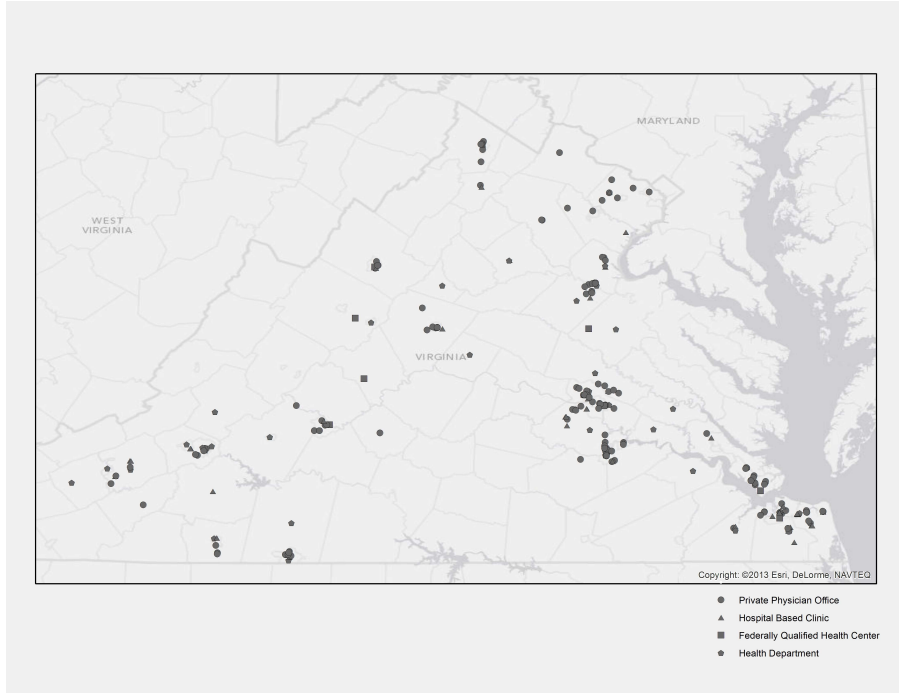 MARYLAND
WEST
VIRGINIA
VIRGINIA
Copyright: ©2013 Esri, DeLorme, NAVTEQ
Private Physician Office
Hospital Based Clinic
Federally Qualified Health Center
Health Department